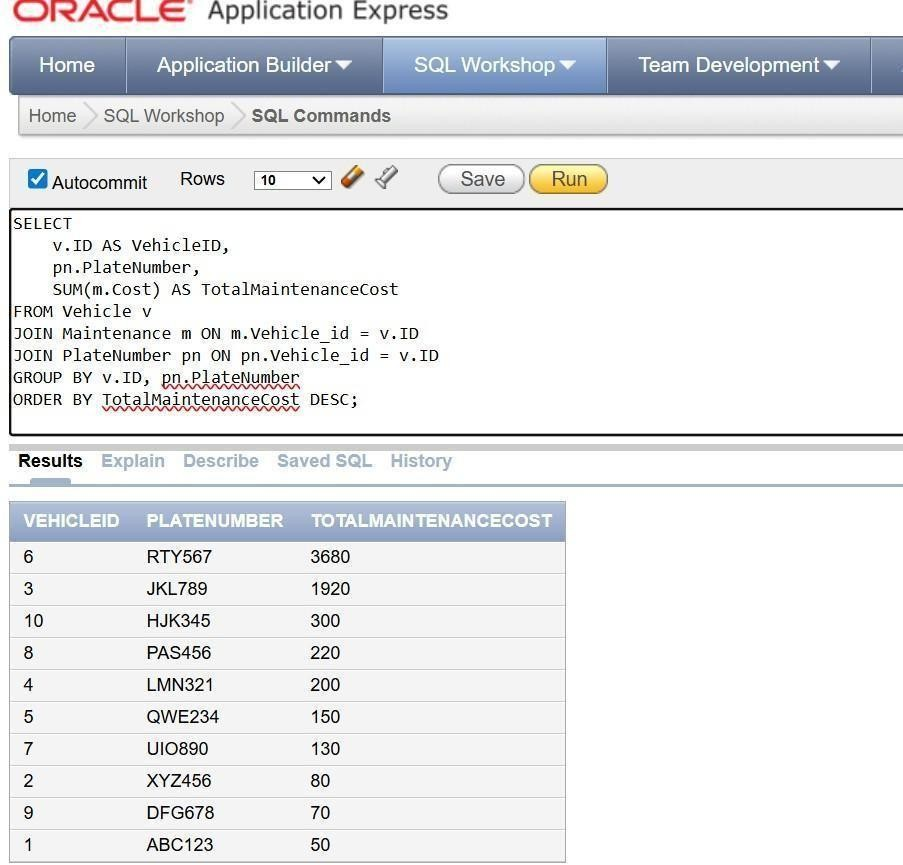 ORACLE Application Express
Home Application Builder SQL Workshop Team Development
Home SQL Workshop SQL Commands
Autocommit Rows 10 Save Run
SELECT
v.ID AS VehicleID,
pn.PlateNumber,
SUM(m.Cost) AS TotalMaintenanceCost
FROM Vehicle v
JOIN Maintenance m ON m.Vehicle_id = v.ID
JOIN PlateNumber pn ON pn.Vehicle_id = v.ID
GROUP BY v.ID, pn.PlateNumber
ORDER BY TotalMaintenanceCost DESC;
Results Explain Describe Saved SQL History
VEHICLEID PLATENUMBER TOTALMAINTENANCECOST
6 RTY567 3680
3 JKL789 1920
10 HJK345 300
8 PAS456 220
4 LMN321 200
5 QWE234 150
7 UIO890 130
2 XYZ456 80
9 DFG678 70
1 ABC123 50